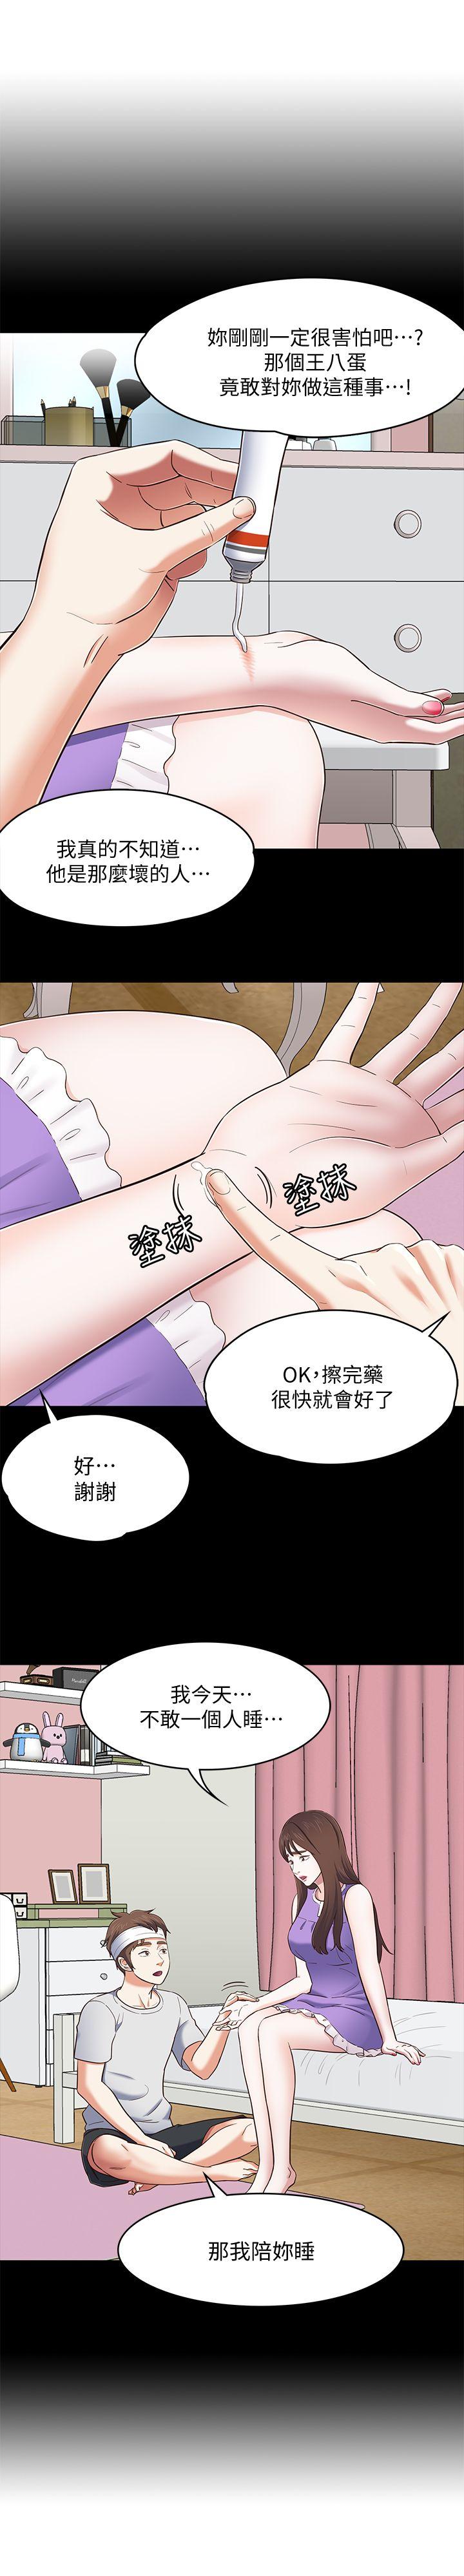 妳剛剛一定很害怕吧…?
那個王八蛋
竟敢對妳做這種事…!
我真的不知道…
他是那麼壞的人…
塗抹
塗抹
OK,擦完藥
很快就會好了
好…
謝謝
我今天…
不敢一個人睡…
那我陪妳睡